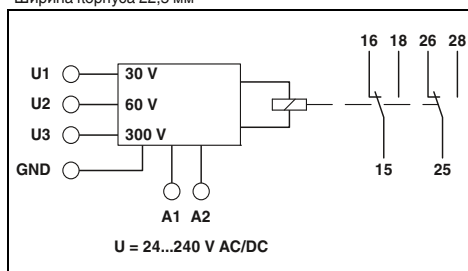 Ширина корпуса 22,5 мм
16 18 26 28
U1 30 V
U2 60 V
U3 300 V
GND
15 25
A1 A2
U = 24...240 V AC/DC